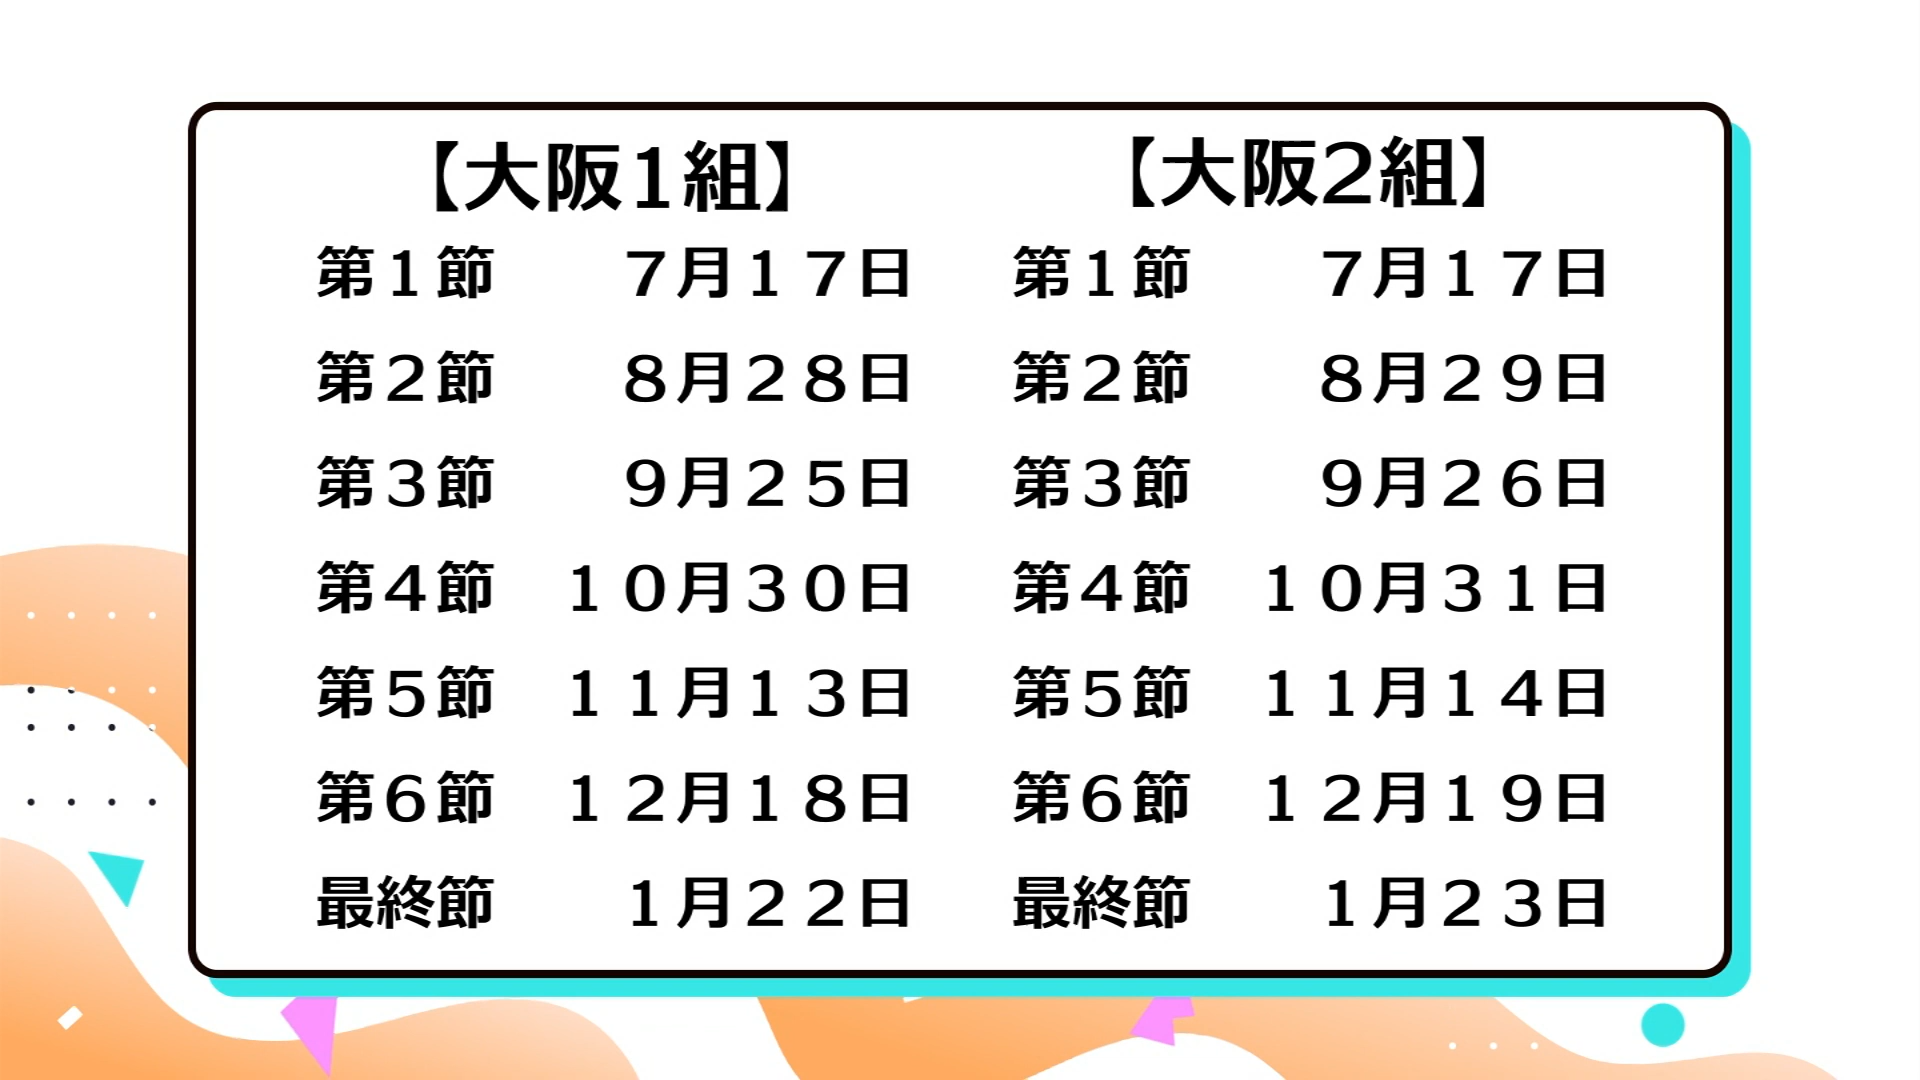 【大阪1組】
第１節　　７月１７日
第２節　　８月２８日
第３節　　９月２５日
第４節　１０月３０日
第５節　１１月１３日
第６節　１２月１８日
最終節　　１月２２日
【大阪2組】
第１節　　７月１７日
第２節　　８月２９日
第３節　　９月２６日
第４節　１０月３１日
第５節　１１月１４日
第６節　１２月１９日
最終節　　１月２３日